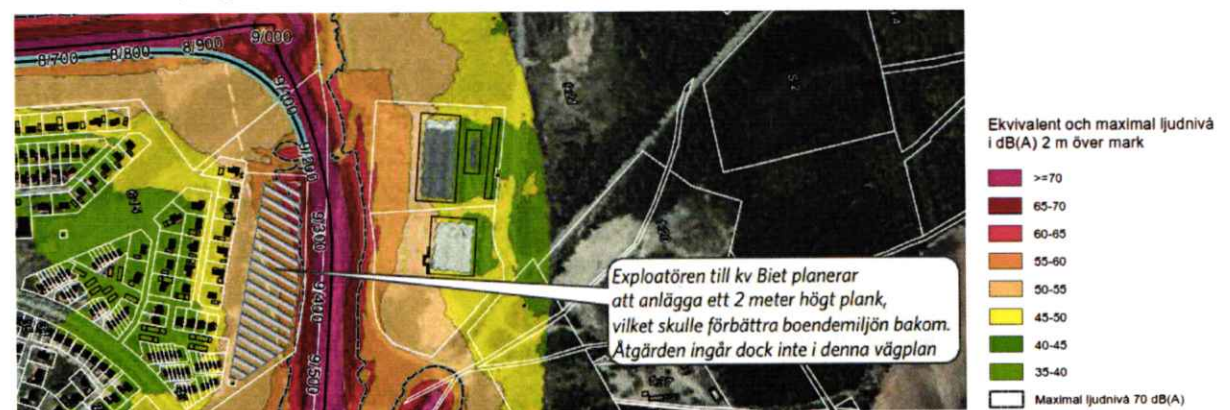 8/700
8/800
8/900
9/000
9/100
9/200
9/300
9/400
9/500
Exploatören till kv Biet planerar
att anlägga ett 2 meter högt plank,
vilket skulle förbättra boendemiljön bakom.
Åtgärden ingår dock inte i denna vägplan
Ekvivalent och maximal ljudnivå
i dB(A) 2 m över mark
>=70
65-70
60-65
55-60
50-55
45-50
40-45
35-40
Maximal ljudnivå 70 dB(A)